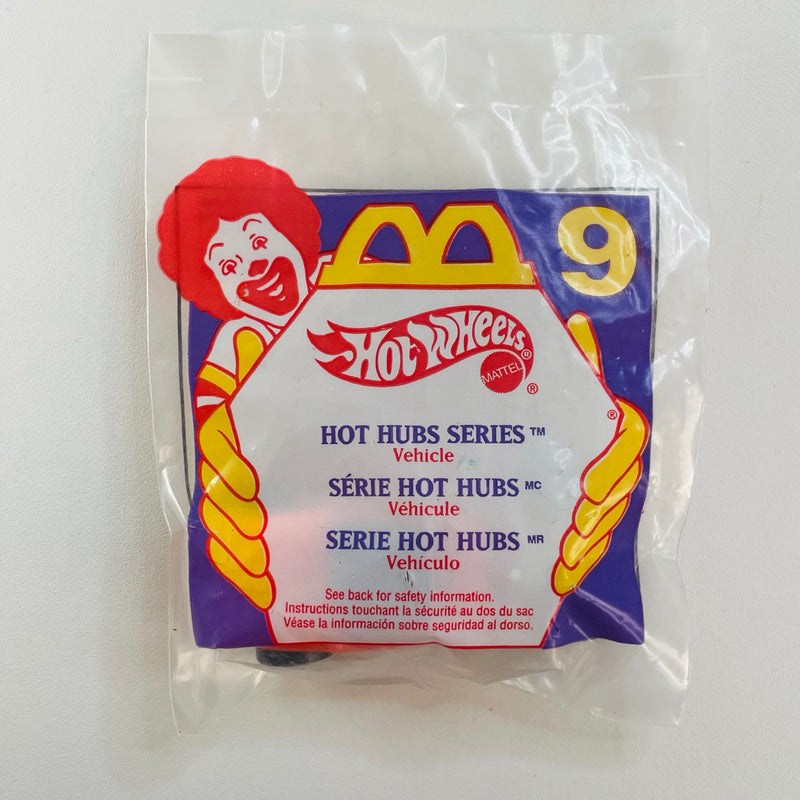 9
HOT WHEELS®
MATTEL®
®
HOT HUBS SERIES™
Vehicle
SÉRIE HOT HUBS MC
Véhicule
SERIE HOT HUBS MR
Vehículo
See back for safety information.
Instructions touchant la sécurité au dos du sac
Véase la información sobre seguridad al dorso.